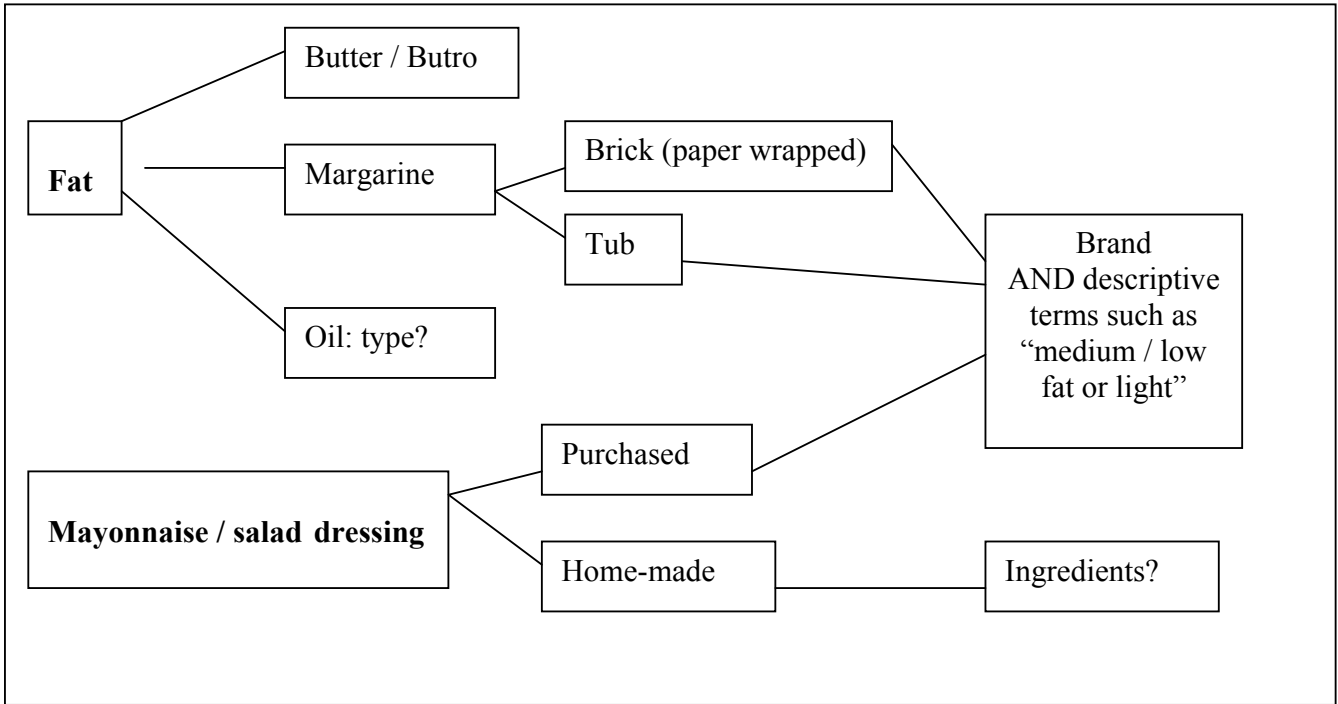 Butter / Butro
Fat
Margarine
Brick (paper wrapped)
Tub
Brand
AND descriptive
terms such as
“medium / low
fat or light”
Oil: type?
Purchased
Mayonnaise / salad dressing
Home-made
Ingredients?